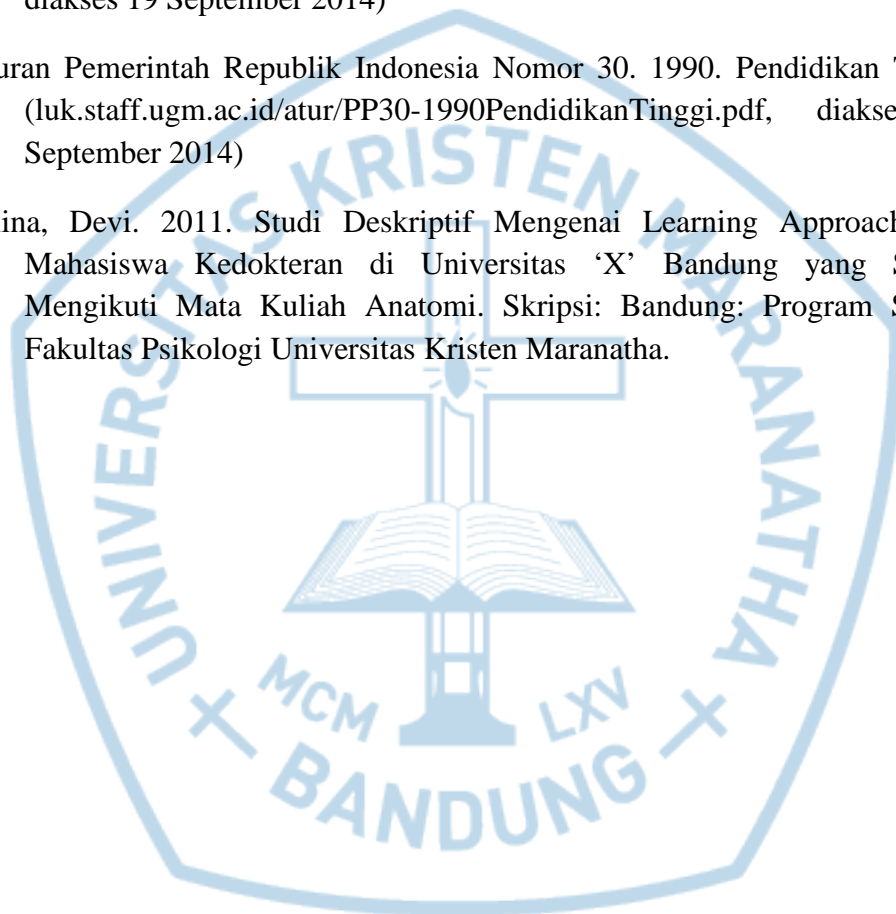 diakses 19 September 2014)
uran Pemerintah Republik Indonesia Nomor 30. 1990. Pendidikan T
(luk.staff.ugm.ac.id/atur/PP30-1990PendidikanTinggi.pdf, diakse
September 2014)
ina, Devi. 2011. Studi Deskriptif Mengenai Learning Approach
Mahasiswa Kedokteran di Universitas ‘X’ Bandung yang S
Mengikuti Mata Kuliah Anatomi. Skripsi: Bandung: Program S
Fakultas Psikologi Universitas Kristen Maranatha.
UNIVERSITAS KRISTEN MARANATHA
MCM LXV
BANDUNG